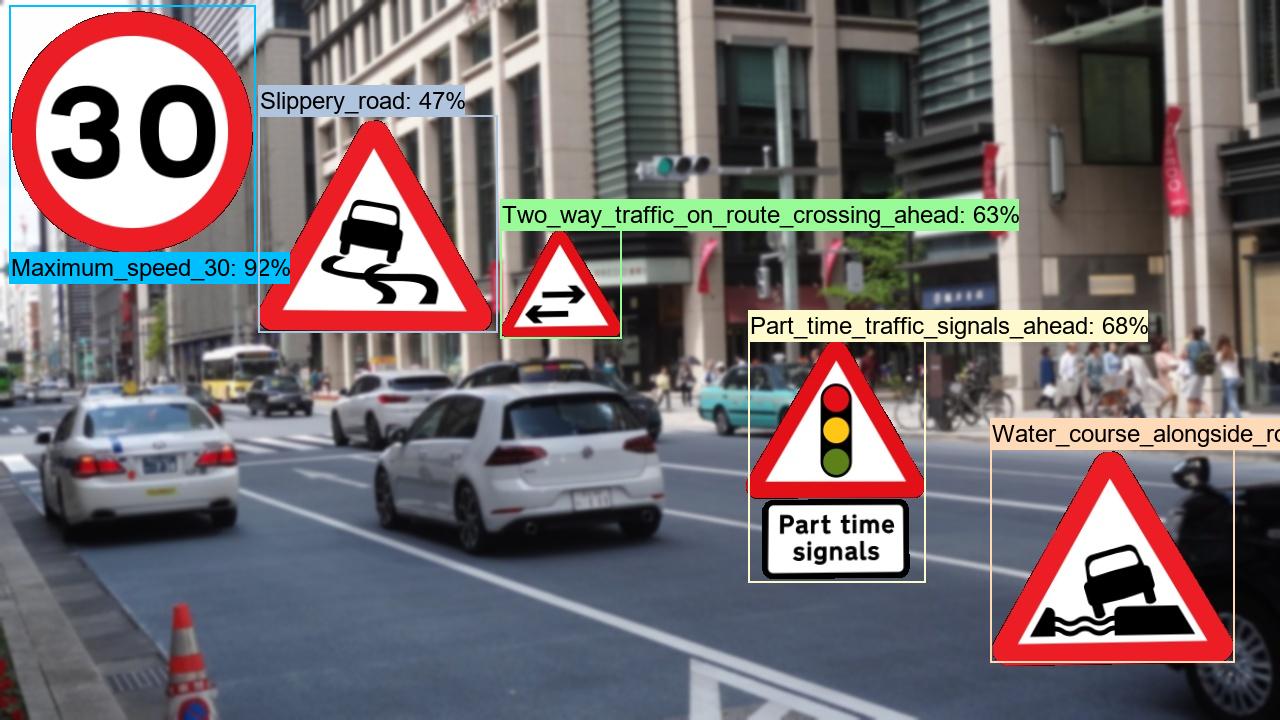 30
Maximum_speed_30: 92%
Slippery_road: 47%
Two_way_traffic_on_route_crossing_ahead: 63%
Part_time_traffic_signals_ahead: 68%
Part time
signals
Water_course_alongside_ro